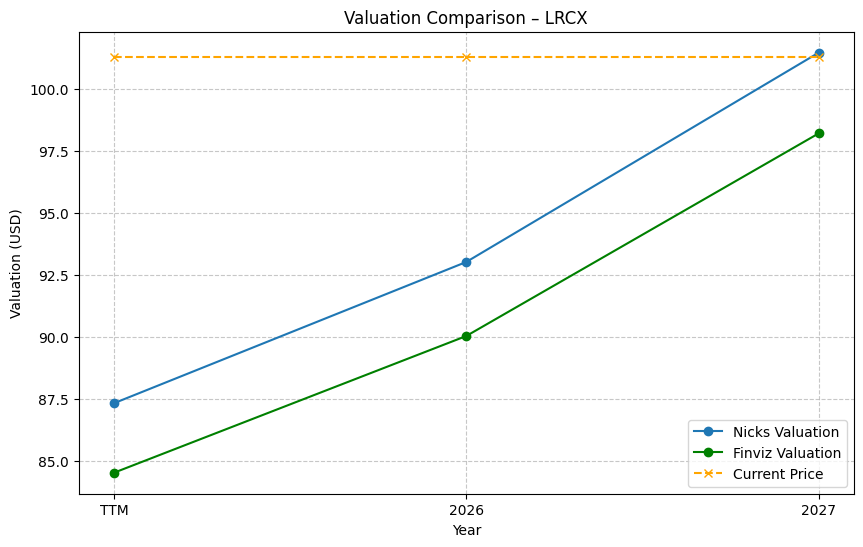 Valuation Comparison – LRCX
Valuation (USD)
100.0
97.5
95.0
92.5
90.0
87.5
85.0
TTM
2026
2027
Year
Nicks Valuation
Finviz Valuation
Current Price